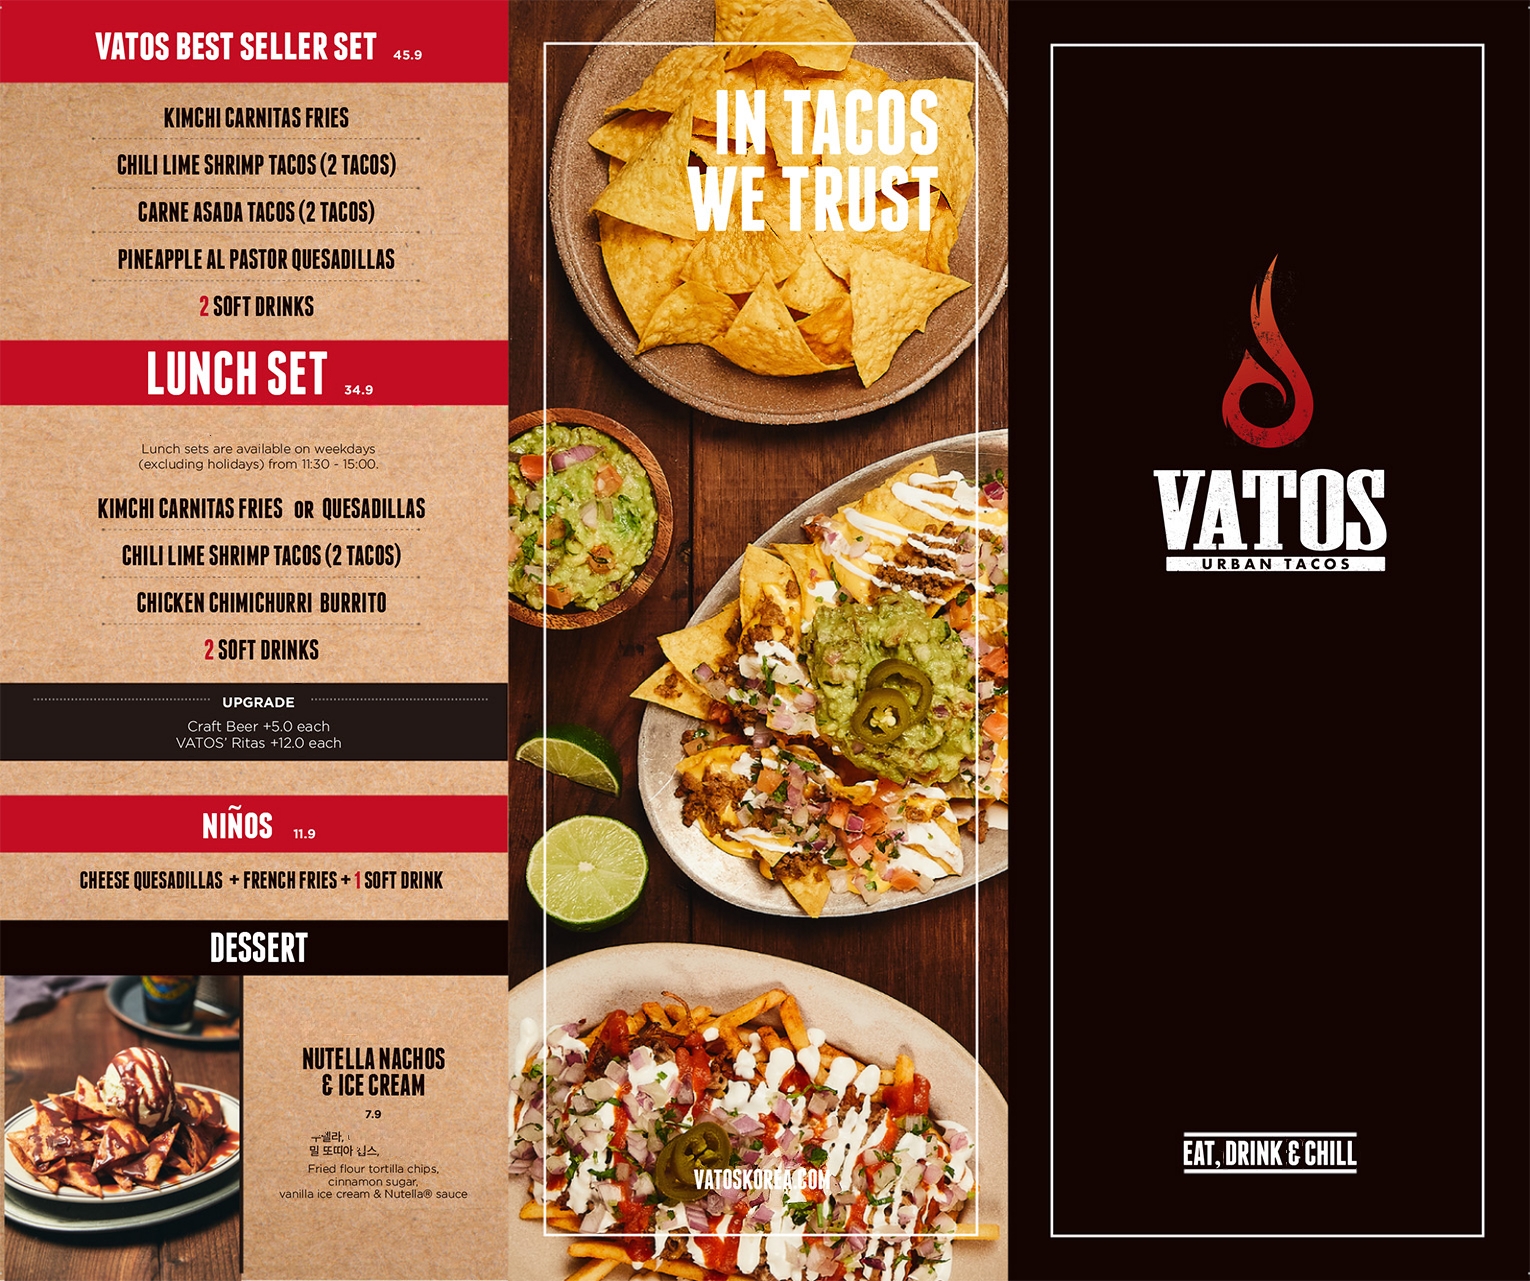 VATOS BEST SELLER SET 45.9
KIMCHI CARNITAS FRIES
CHILI LIME SHRIMP TACOS (2 TACOS)
CARNE ASADA TACOS (2 TACOS)
PINEAPPLE AL PASTOR QUESADILLAS
2 SOFT DRINKS
LUNCH SET 34.9
Lunch sets are available on weekdays
(excluding holidays) from 11:30 - 15:00.
KIMCHI CARNITAS FRIES OR QUESADILLAS
CHILI LIME SHRIMP TACOS (2 TACOS)
CHICKEN CHIMICHURRI BURRITO
2 SOFT DRINKS
UPGRADE
Craft Beer +5.0 each
VATOS' Ritas +12.0 each
NIÑOS 11.9
CHEESE QUESADILLAS + FRENCH FRIES + 1 SOFT DRINK
DESSERT
NUTELLA NACHOS
& ICE CREAM
7.9
밀 또띠아
Fried flour tortilla chips,
cinnamon sugar,
vanilla ice cream & Nutella® sauce
IN TACOS
WE TRUST
VATOSKOREA.COM
VATOS
URBAN TACOS
EAT, DRINK & CHILL